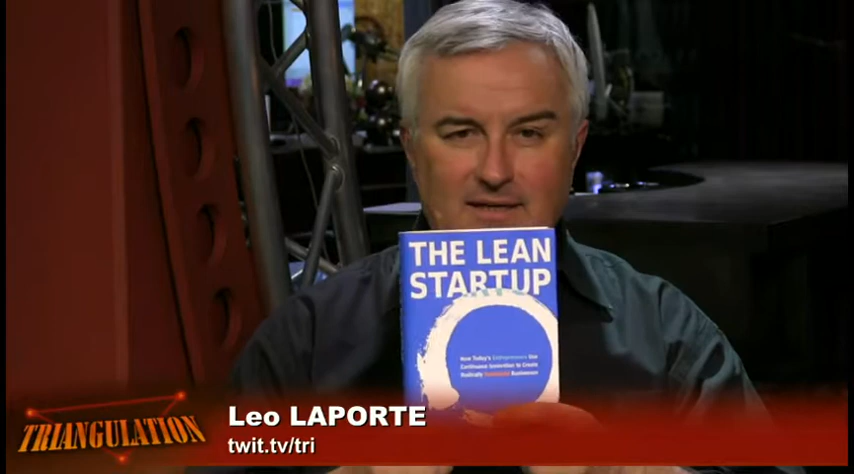 THE LEAN
STARTUP
How Today's Entrepreneurs Use
Continuous Innovation to Create
Radically Successful Businesses
TRIANGULATION
Leo LAPORTE
twit.tv/tri